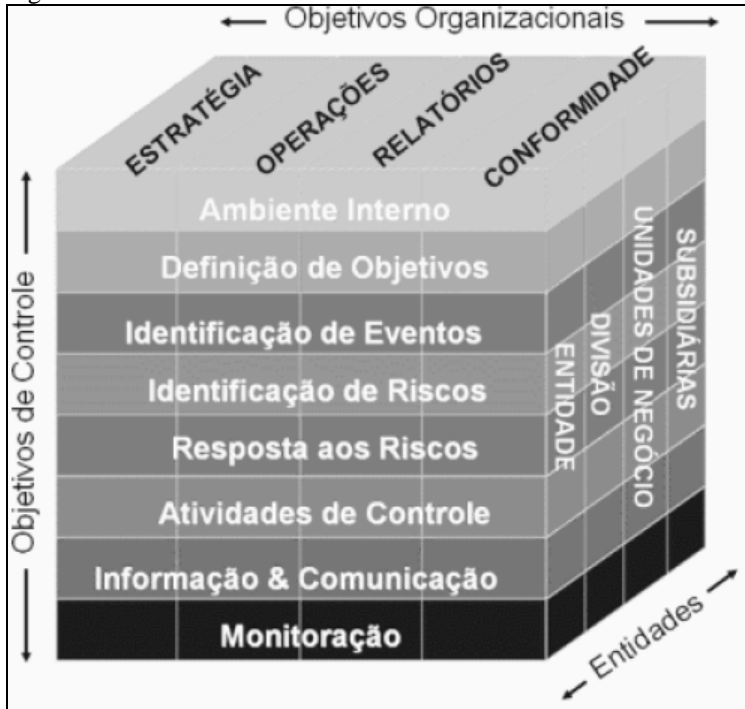 Objetivos Organizacionais
ESTRATÉGIA
OPERAÇÕES
RELATÓRIOS
CONFORMIDADE
Objetivos de Controle
Ambiente Interno
Definição de Objetivos
Identificação de Eventos
Identificação de Riscos
Resposta aos Riscos
Atividades de Controle
Informação & Comunicação
Monitoração
ENTIDADE
DIVISÃO
UNIDADES DE NEGÓCIO
SUBSIDIÁRIAS
Entidades